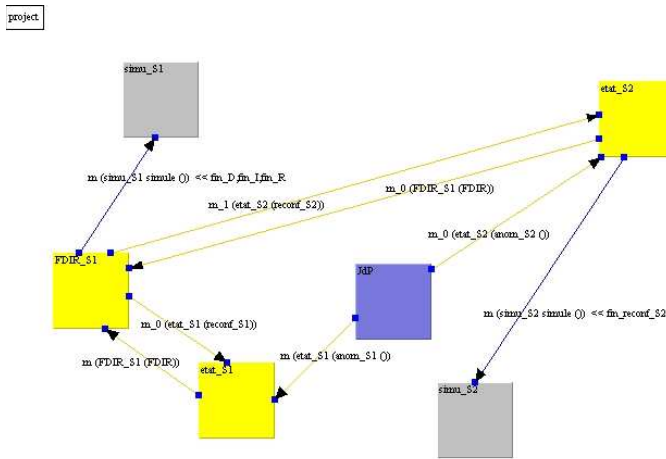 project
simu_S1
etat_S2
m (simu_S1 simule ()) << fin_D,fin_I,fin_R
m_0 (FDIR_S1 (FDIR))
m_1 (etat_S2 (reconf_S2))
m_0 (etat_S2 (anom_S2 ())
FDIR_S1
JdP
m (simu_S2 simule ()) << fin_reconf_S2
m_0 (etat_S1 (reconf_S1))
m (FDIR_S1 (FDIR))
m (etat_S1 (anom_S1 ())
etat_S1
simu_S2